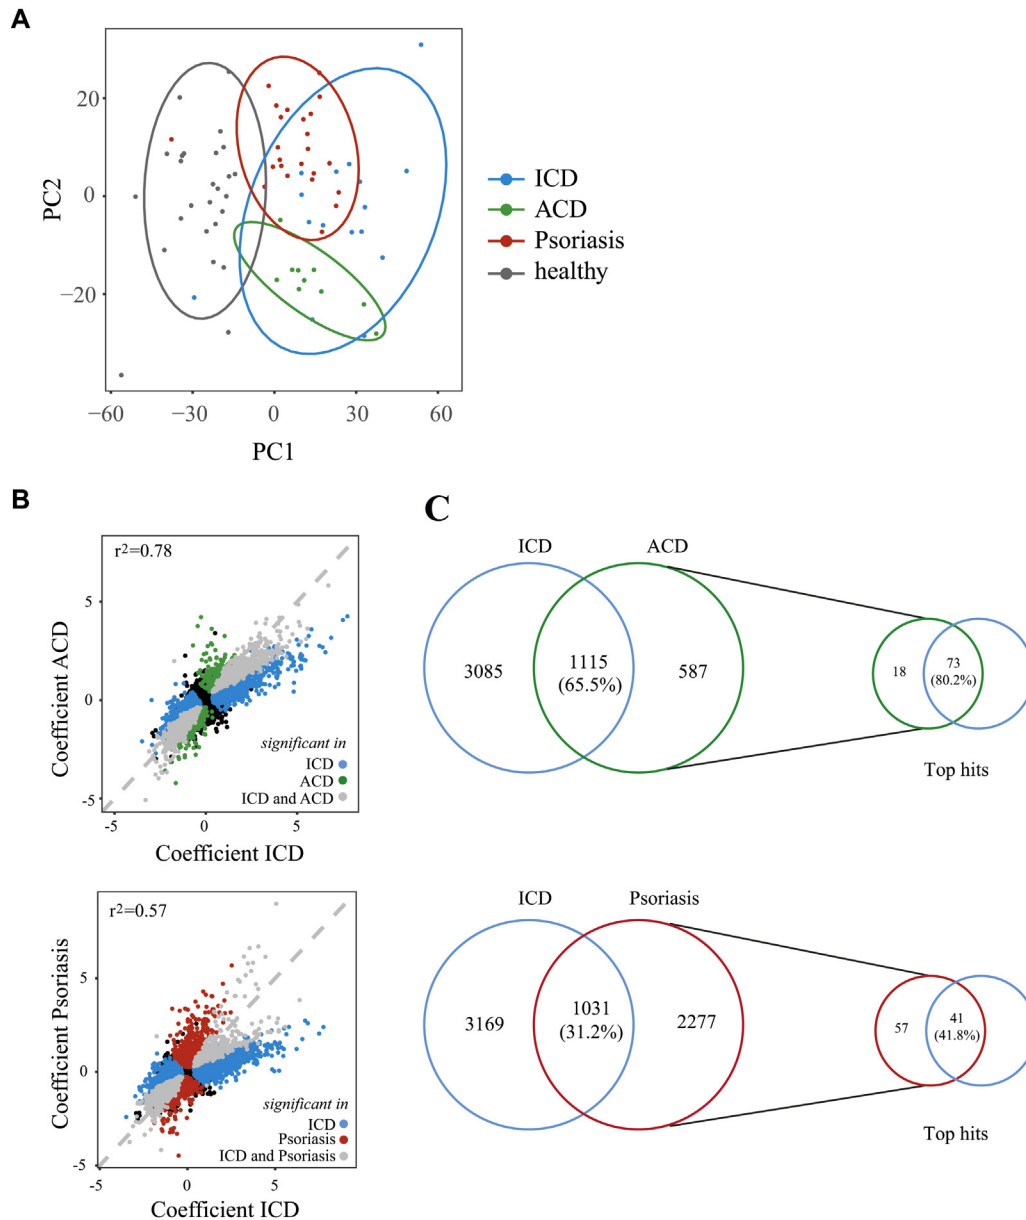 A
20
0
−20
PC2
−60
−30
0
30
60
PC1
ICD
ACD
Psoriasis
healthy
B
r2=0.78
5
0
-5
Coefficient ACD
significant in
ICD
ACD
ICD and ACD
-5
0
5
Coefficient ICD
r2=0.57
5
0
-5
Coefficient Psoriasis
significant in
ICD
Psoriasis
ICD and Psoriasis
-5
0
5
Coefficient ICD
C
ICD
ACD
3085
1115
(65.5%)
587
18
73
(80.2%)
Top hits
ICD
Psoriasis
3169
1031
(31.2%)
2277
57
41
(41.8%)
Top hits